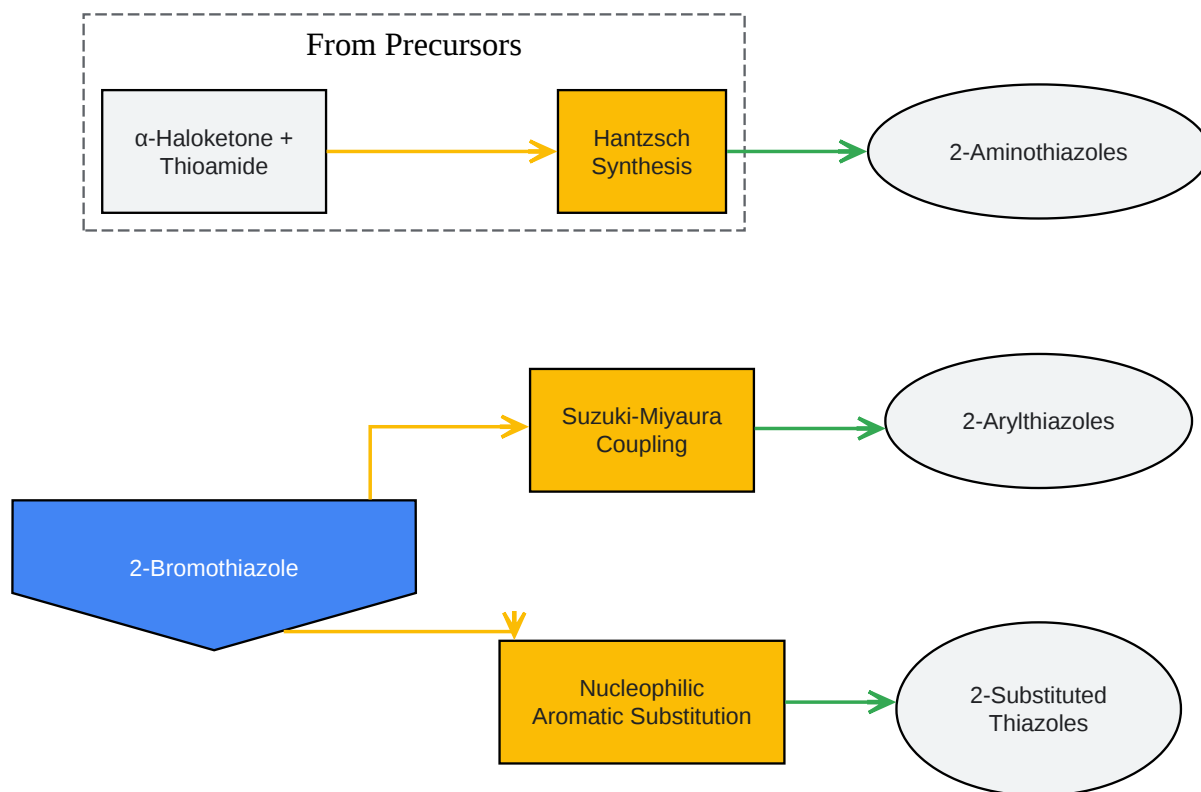 From Precursors
α-Haloketone +
Thioamide
Hantzsch
Synthesis
2-Aminothiazoles
Suzuki-Miyaura
Coupling
2-Arylthiazoles
2-Bromothiazole
Nucleophilic
Aromatic Substitution
2-Substituted
Thiazoles